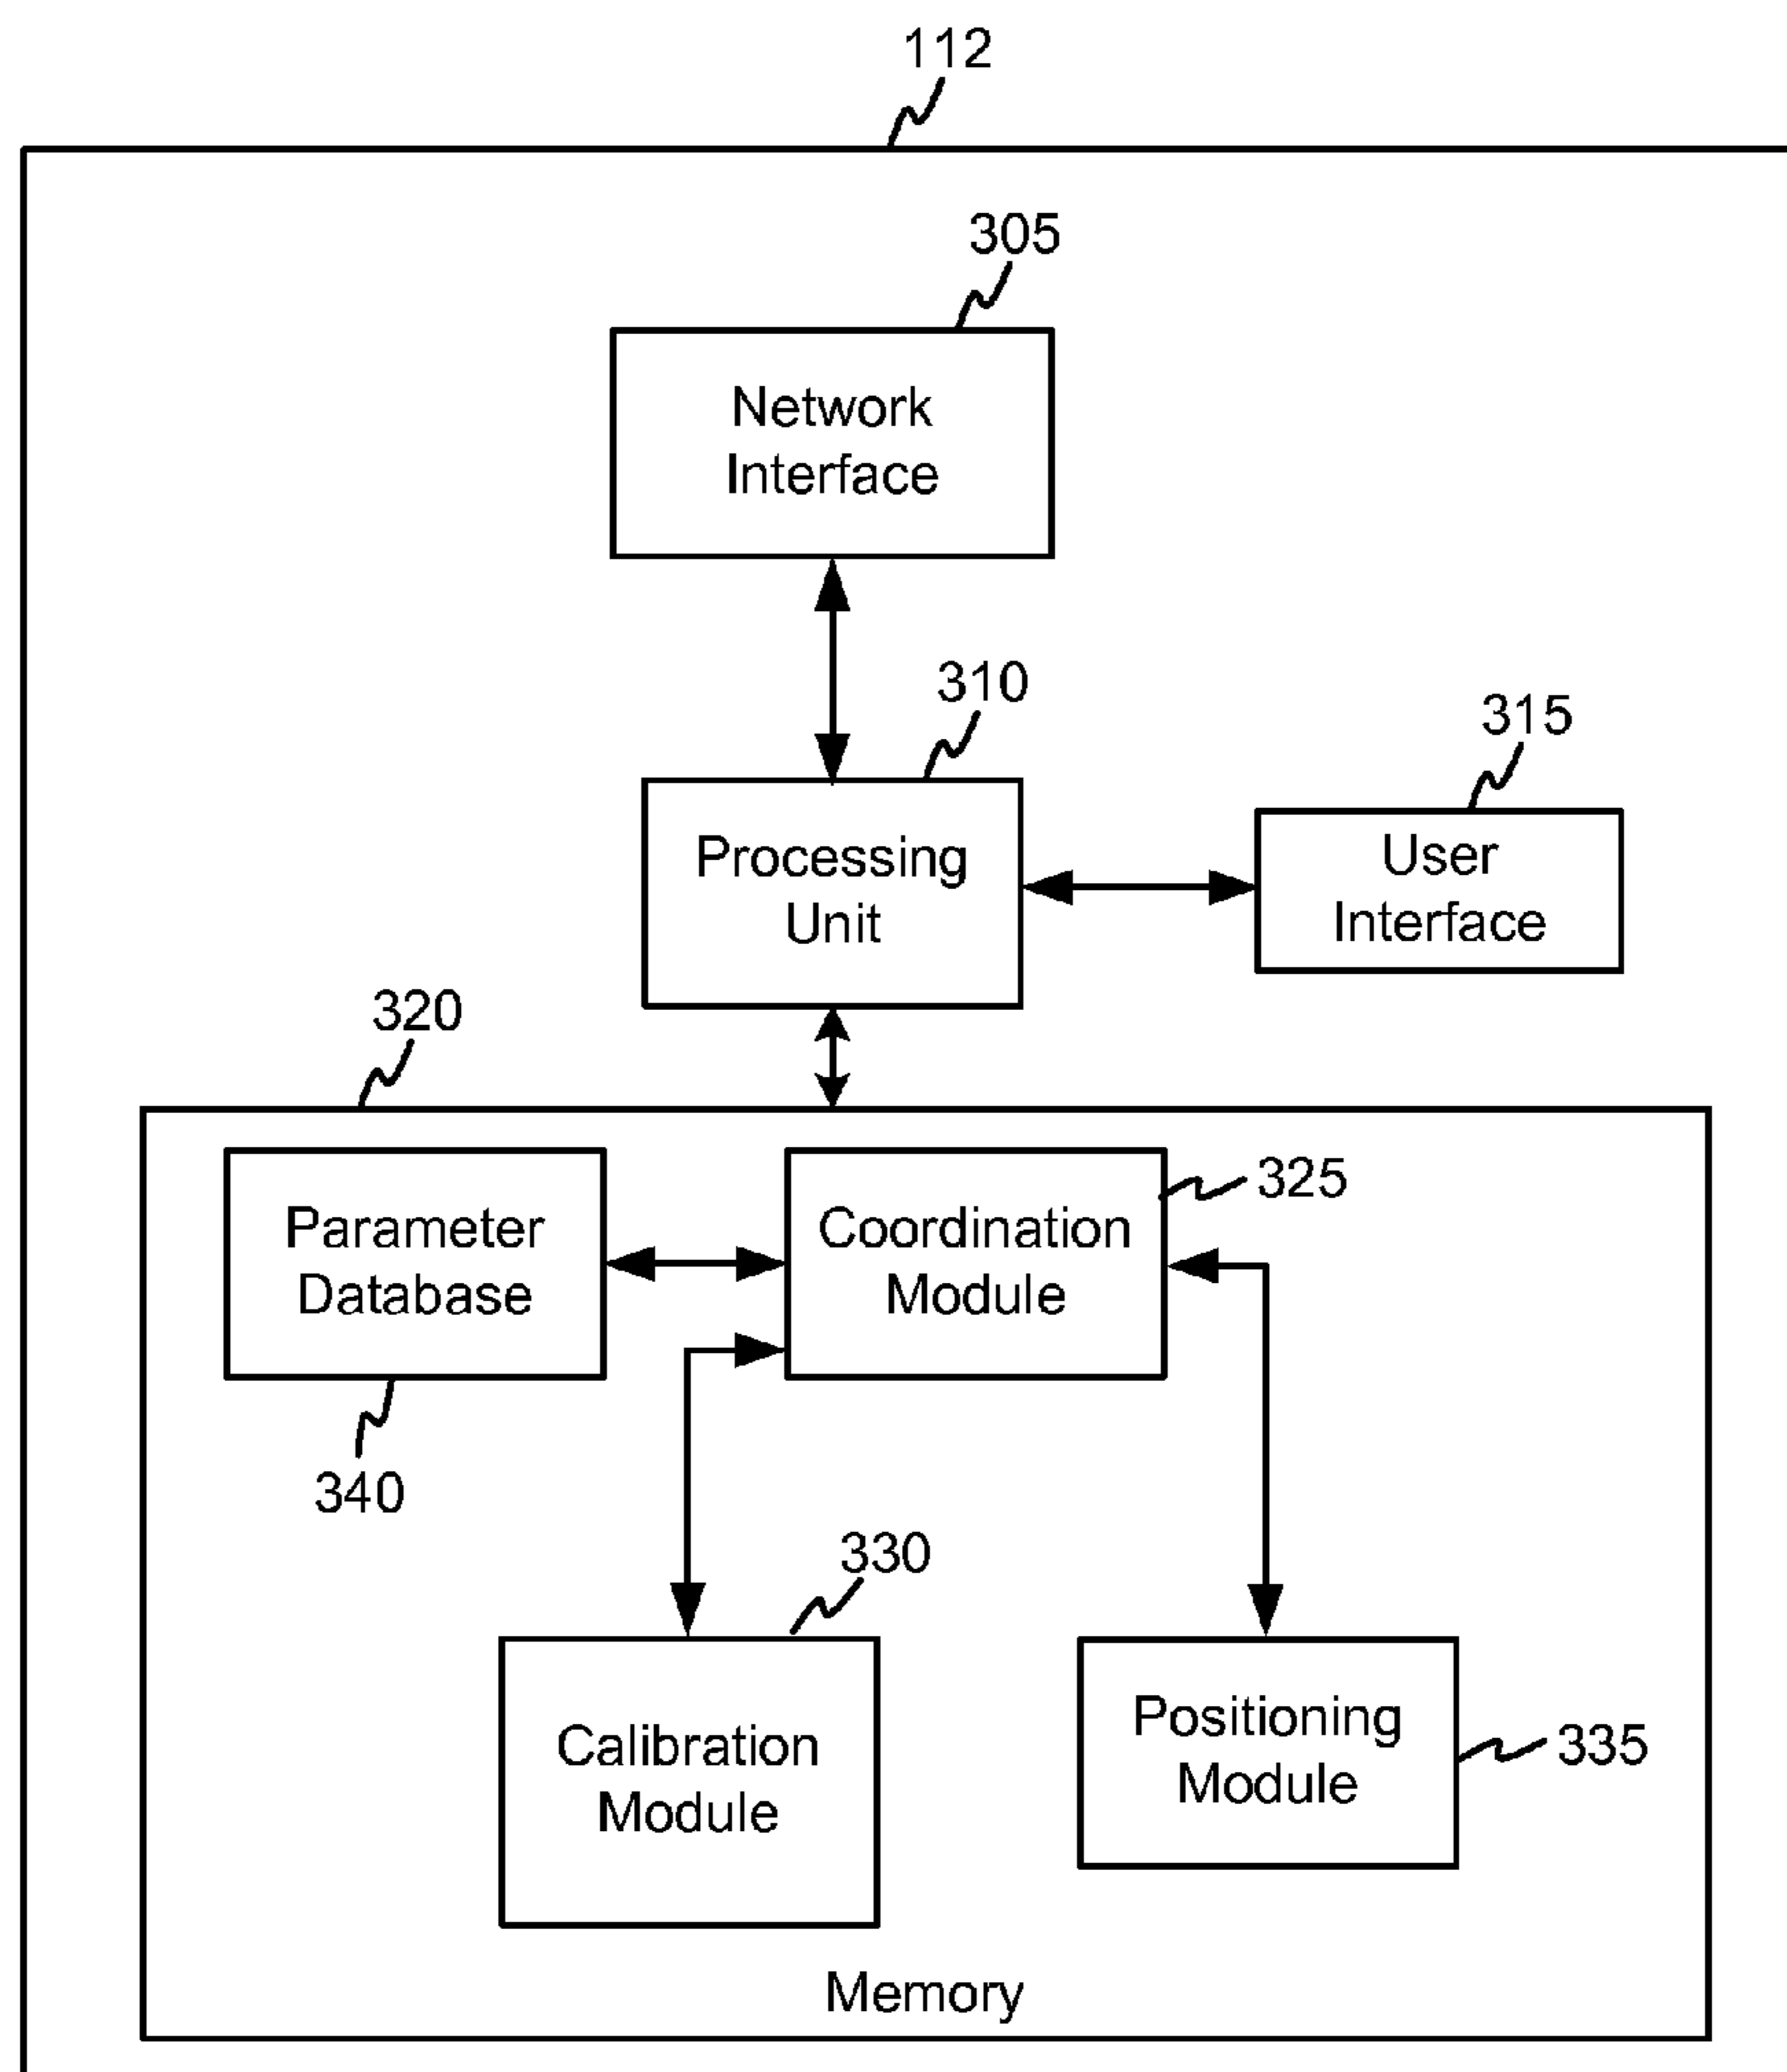 112
305
Network
Interface
310
315
Processing
Unit
User
Interface
320
325
Parameter
Database
Coordination
Module
340
330
Calibration
Module
Positioning
Module
335
Memory